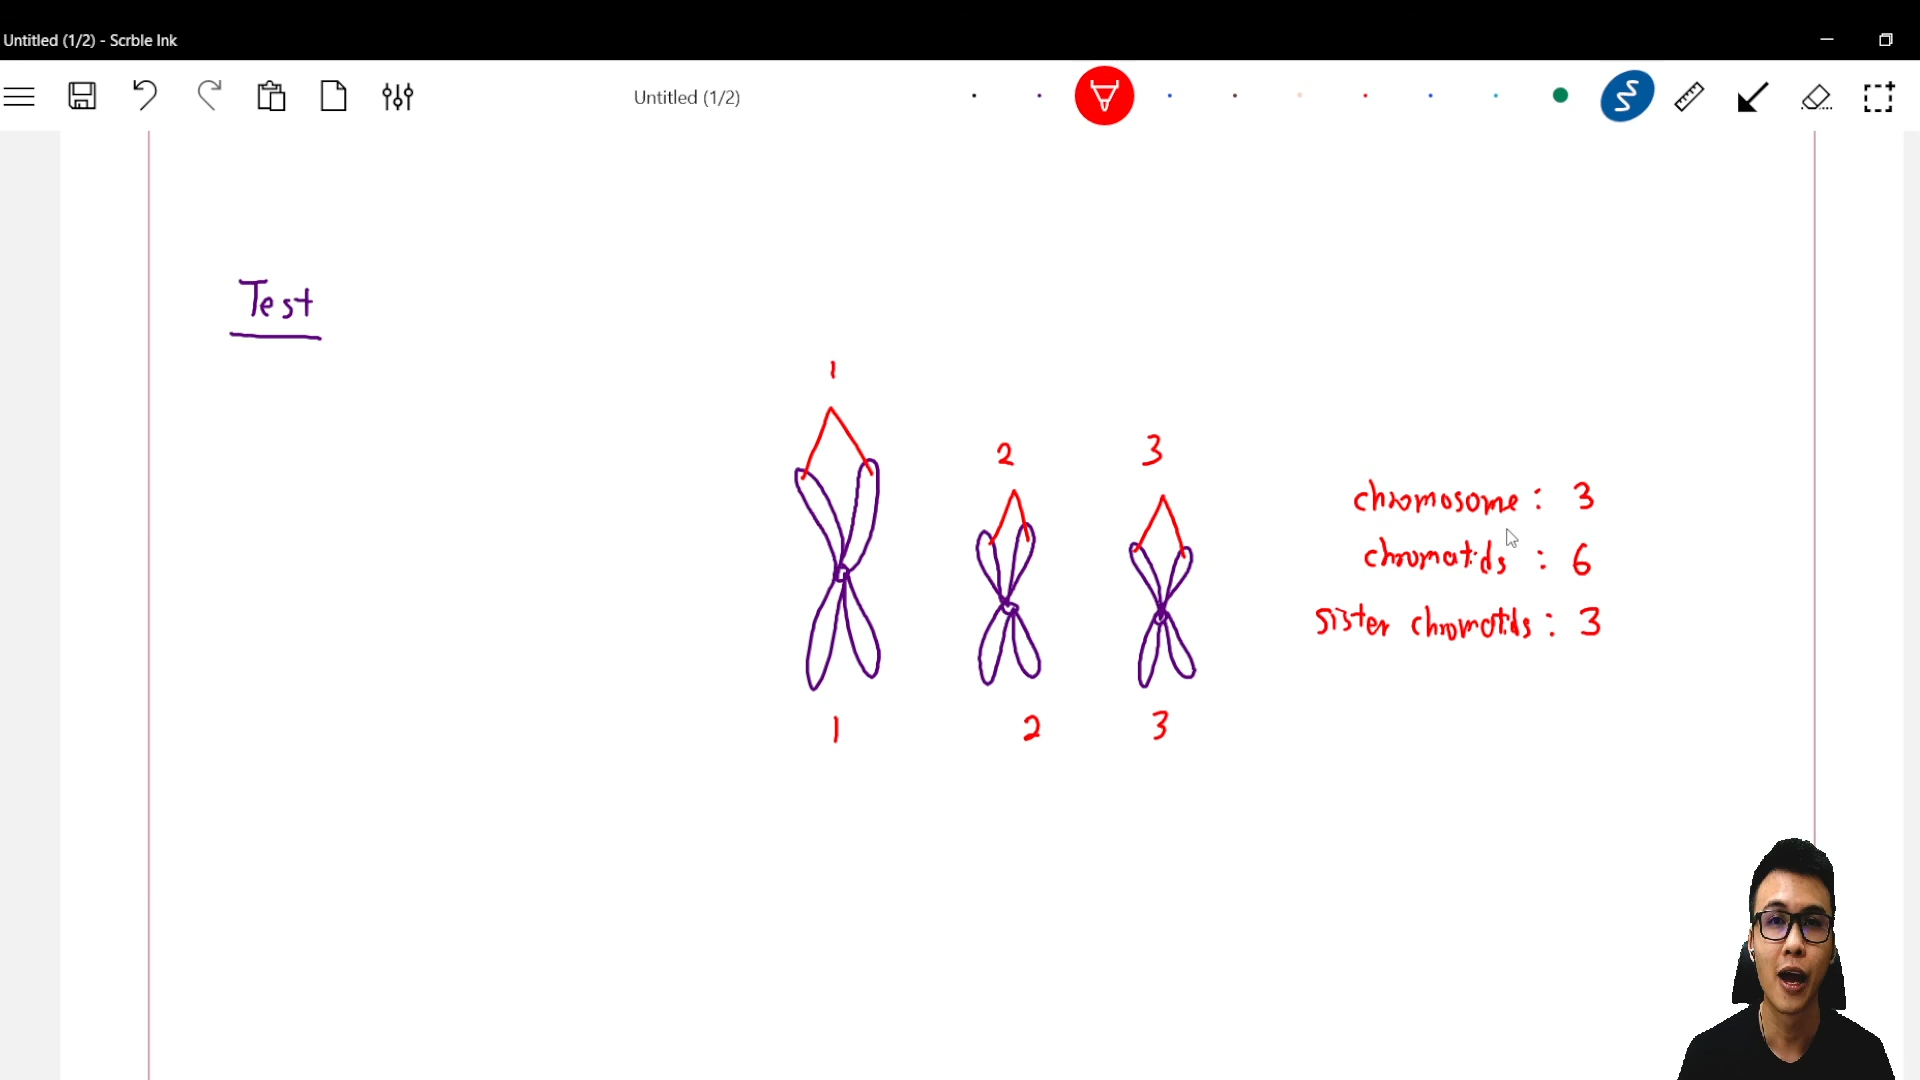 Untitled (1/2) - Scrble Ink
Untitled (1/2)
Test
1
2 3
chromosome : 3
chromatids : 6
sister chromatids : 3
1 2 3